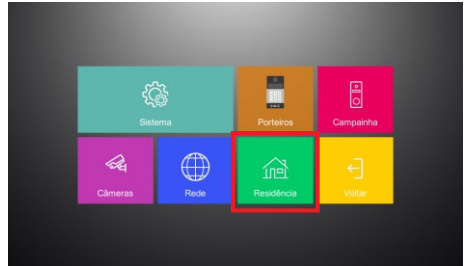 Sistema
Porteiros
Campainha
Câmeras
Rede
Residência
Voltar